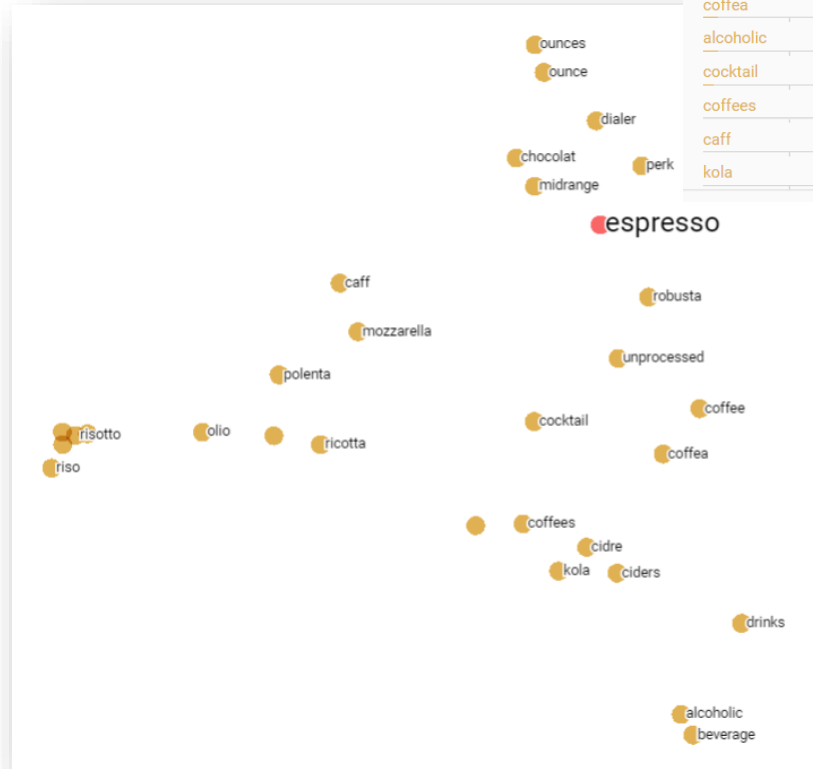 coffea
alcoholic
cocktail
coffees
caff
kola
ounces
ounce
dialer
chocolat
perk
midrange
espresso
caff
robusta
mozzarella
unprocessed
polenta
coffee
cocktail
olio
risotto
ricotta
coffea
riso
coffees
cidre
kola
ciders
drinks
alcoholic
beverage